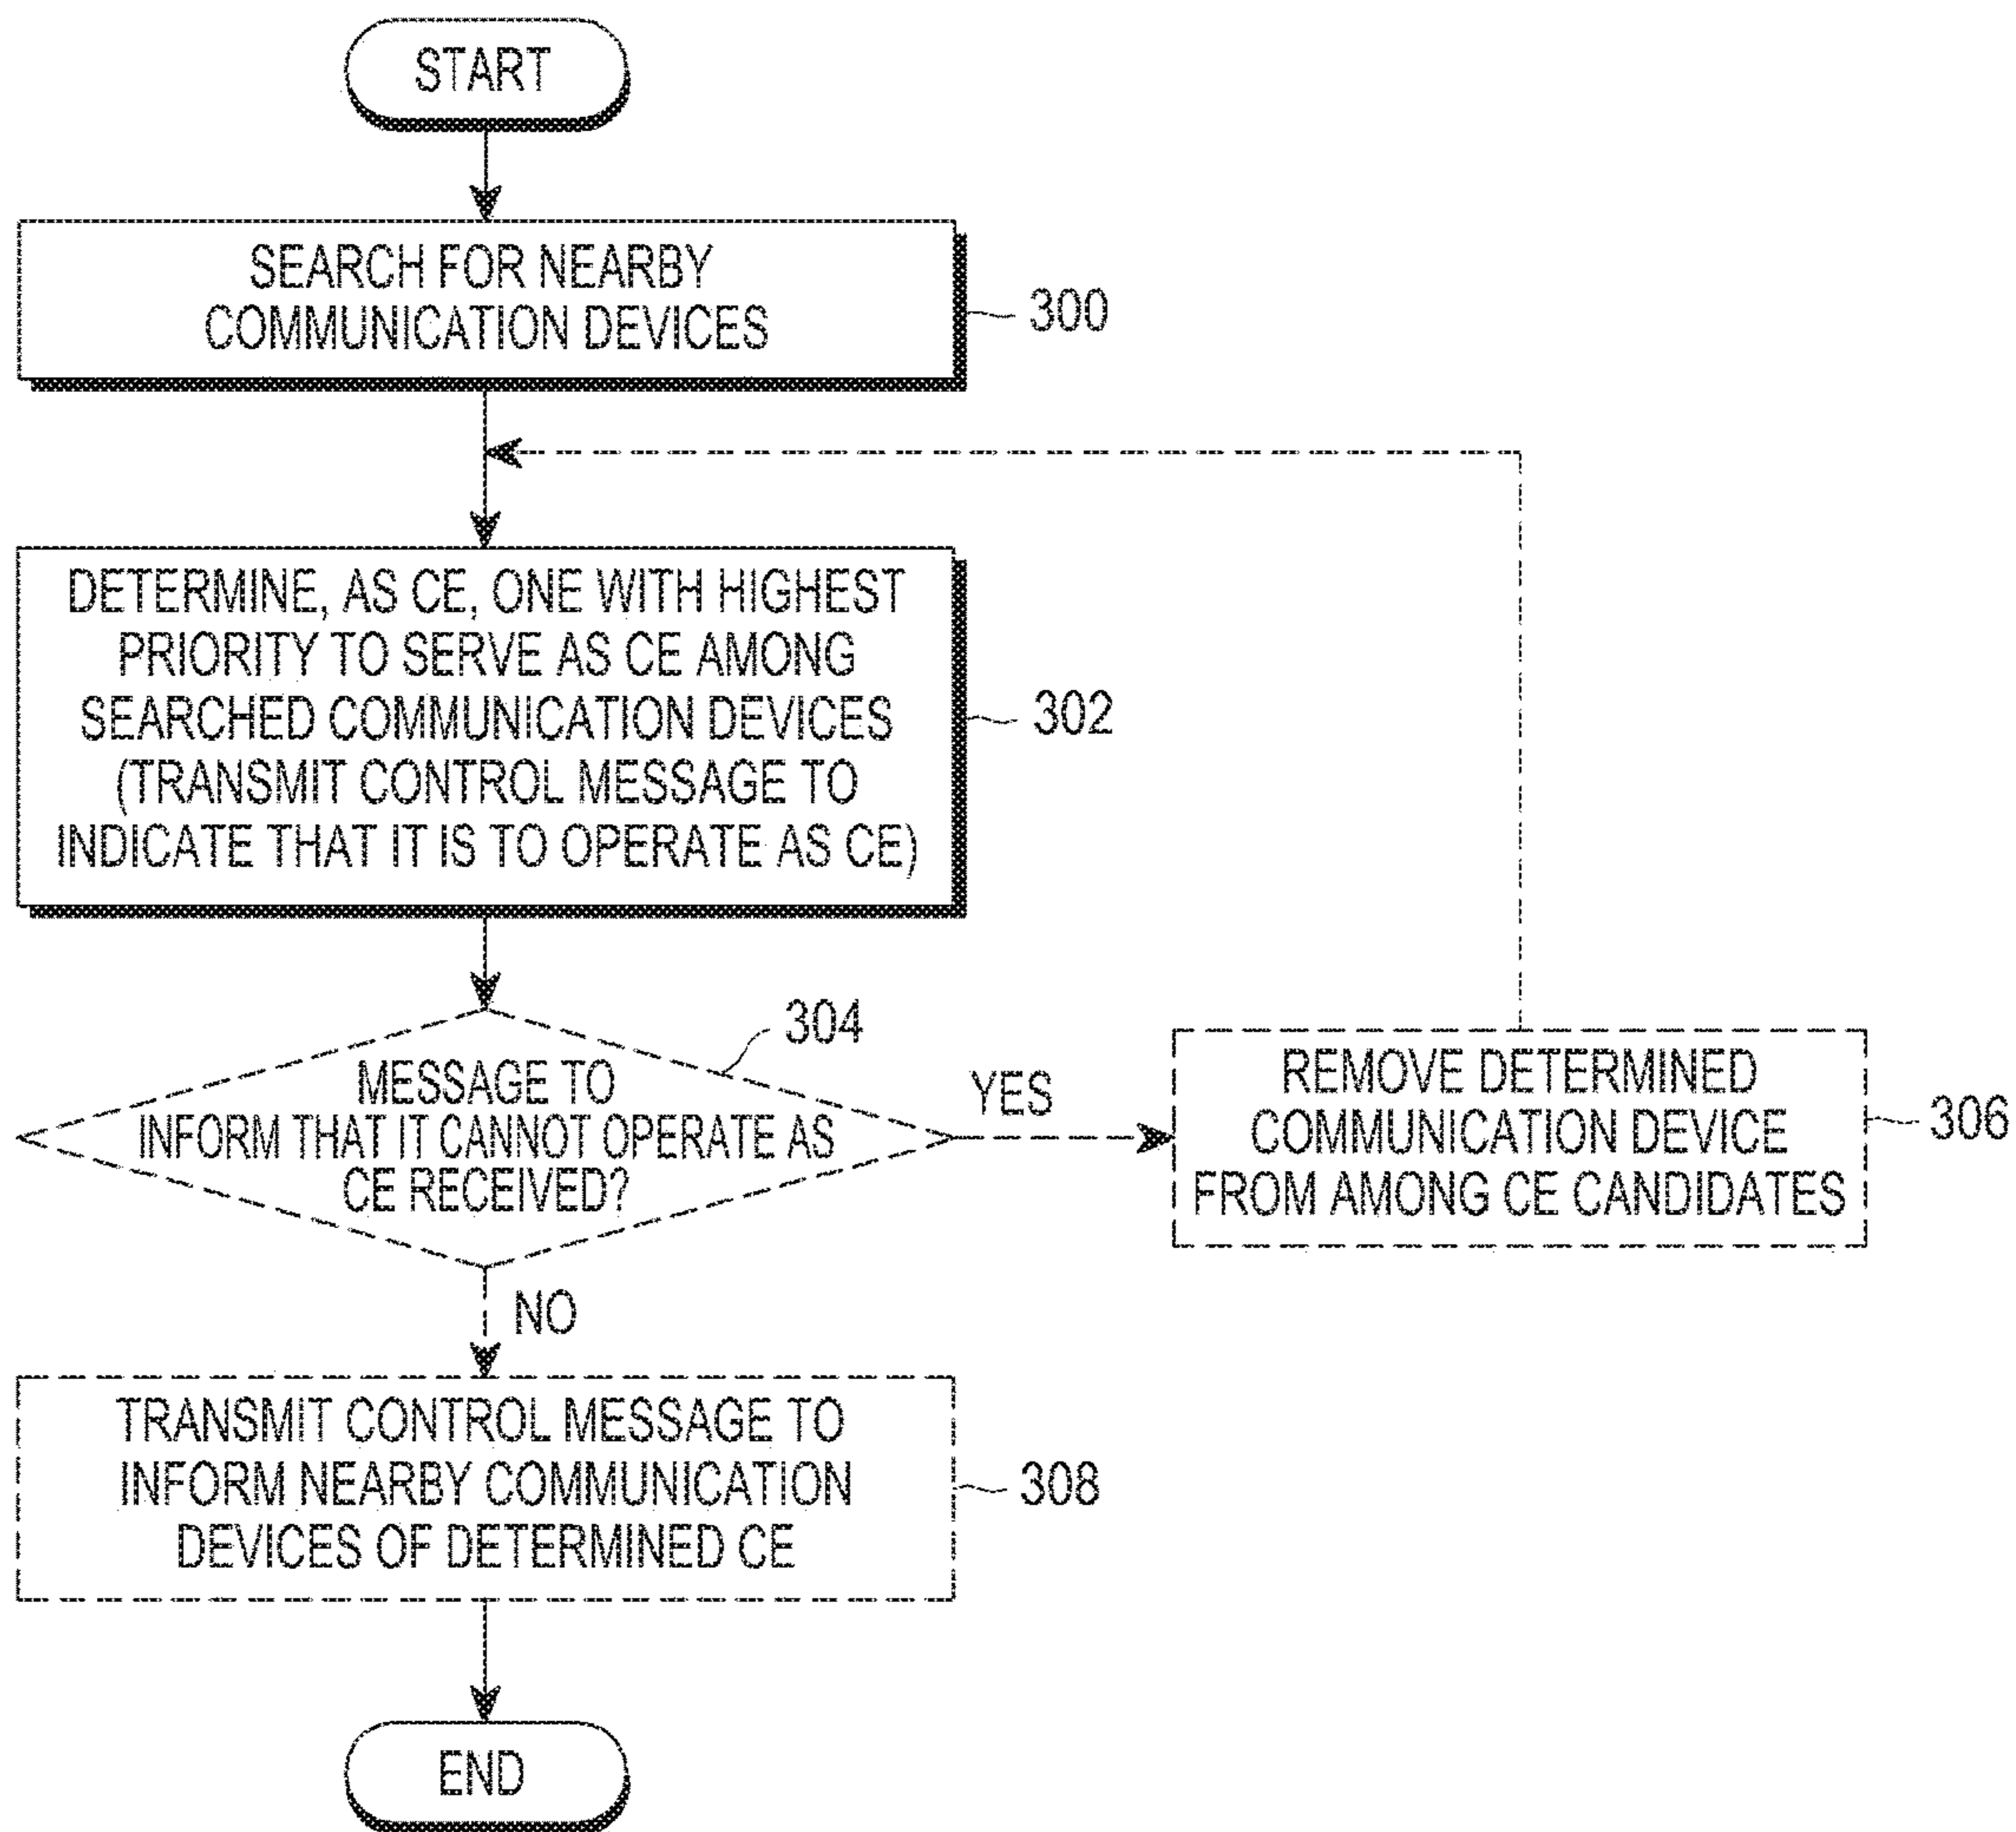 START
SEARCH FOR NEARBY
COMMUNICATION DEVICES
300
DETERMINE, AS CE, ONE WITH HIGHEST
PRIORITY TO SERVE AS CE AMONG
SEARCHED COMMUNICATION DEVICES
(TRANSMIT CONTROL MESSAGE TO
INDICATE THAT IT IS TO OPERATE AS CE)
302
304
MESSAGE TO
INFORM THAT IT CANNOT OPERATE AS
CE RECEIVED?
YES
REMOVE DETERMINED
COMMUNICATION DEVICE
FROM AMONG CE CANDIDATES
306
NO
TRANSMIT CONTROL MESSAGE TO
INFORM NEARBY COMMUNICATION
DEVICES OF DETERMINED CE
308
END